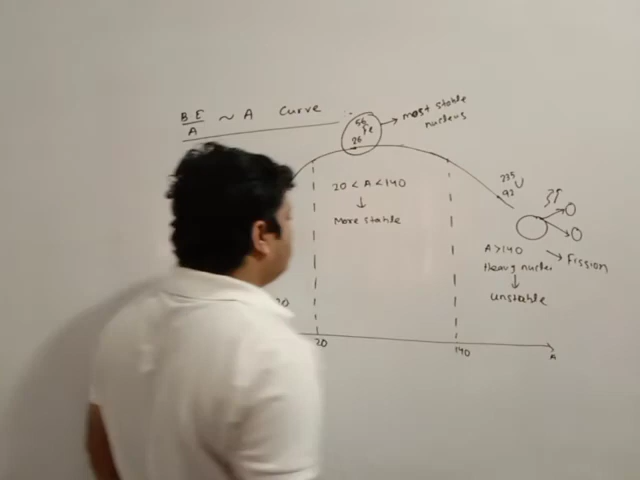 B.E/A ~ A Curve
56 Fe 26
most stable
nucleus
20 < A < 140
More stable
235 U 92
A > 140
Heavy nuclei
Fission
unstable
20
20
140
A